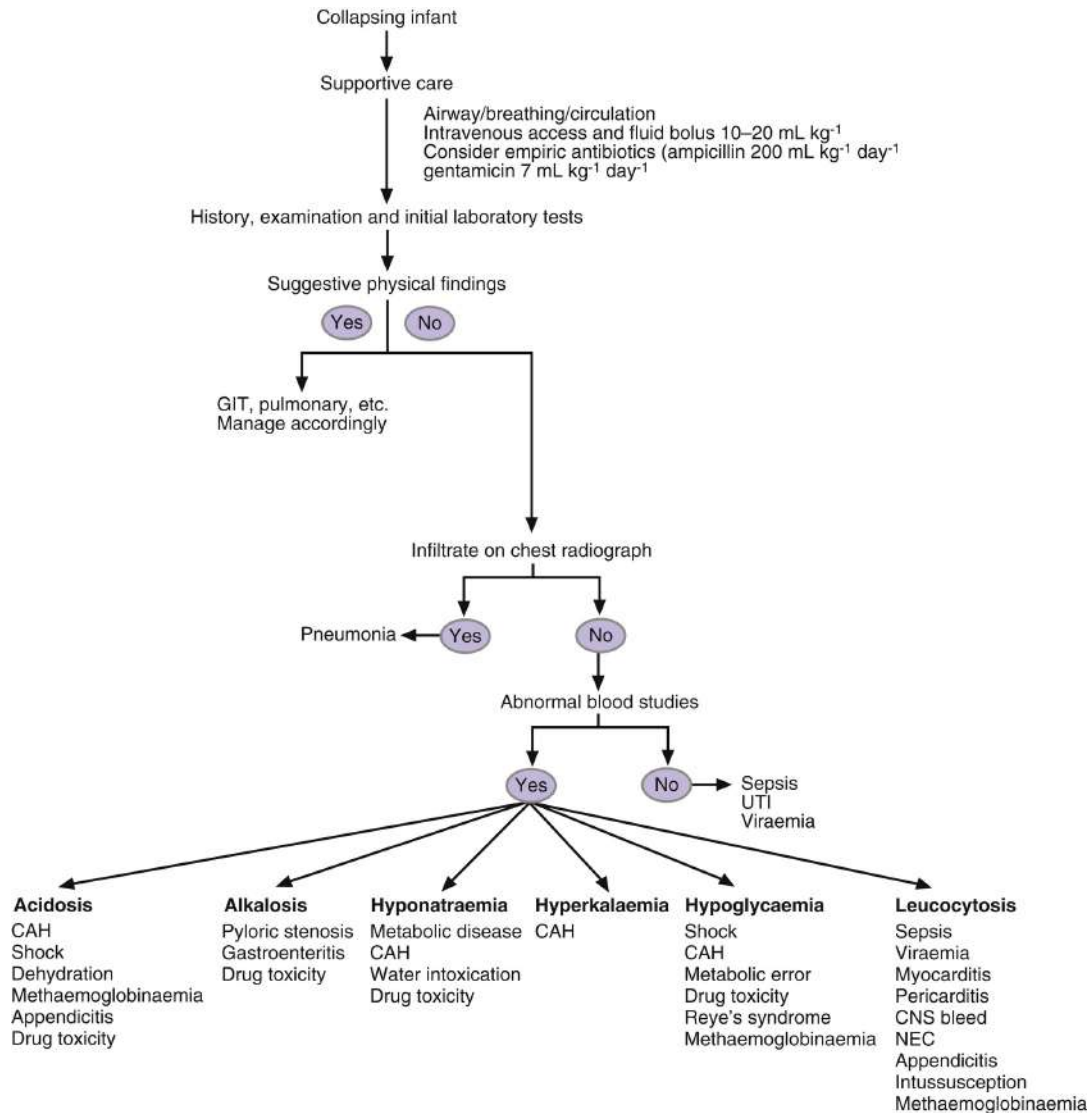 Collapsing infant
Supportive care
Airway/breathing/circulation
Intravenous access and fluid bolus 10–20 mL kg⁻¹
Consider empiric antibiotics (ampicillin 200 mL kg⁻¹ day⁻¹
gentamicin 7 mL kg⁻¹ day⁻¹
History, examination and initial laboratory tests
Suggestive physical findings
Yes
No
GIT, pulmonary, etc.
Manage accordingly
Infiltrate on chest radiograph
Pneumonia
Yes
No
Abnormal blood studies
Yes
No
Sepsis
UTI
Viraemia
Acidosis
CAH
Shock
Dehydration
Methaemoglobinaemia
Appendicitis
Drug toxicity
Alkalosis
Pyloric stenosis
Gastroenteritis
Drug toxicity
Hyponatraemia
Metabolic disease
CAH
Water intoxication
Drug toxicity
Hyperkalaemia
CAH
Hypoglycaemia
Shock
CAH
Metabolic error
Drug toxicity
Reye's syndrome
Methaemoglobinaemia
Leucocytosis
Sepsis
Viraemia
Myocarditis
Pericarditis
CNS bleed
NEC
Appendicitis
Intussusception
Methaemoglobinaemia